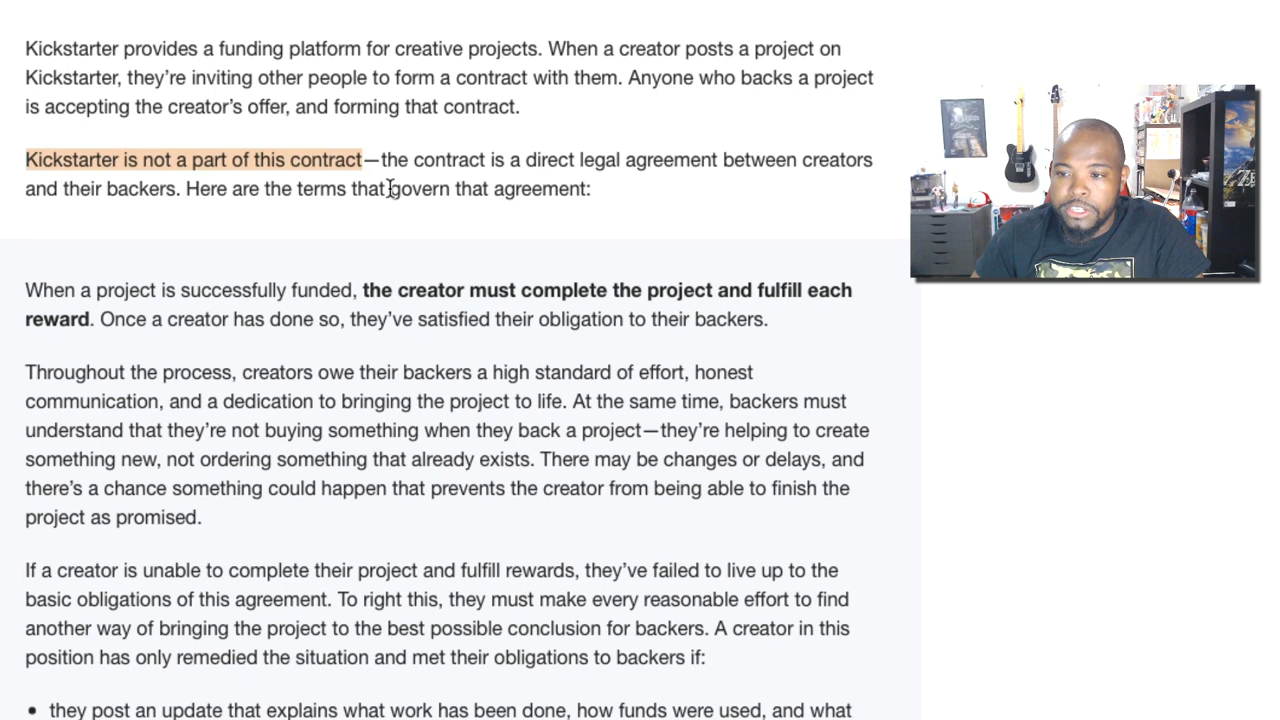 Kickstarter provides a funding platform for creative projects. When a creator posts a project on
Kickstarter, they’re inviting other people to form a contract with them. Anyone who backs a project
is accepting the creator’s offer, and forming that contract.
Kickstarter is not a part of this contract—the contract is a direct legal agreement between creators
and their backers. Here are the terms that govern that agreement:
When a project is successfully funded, the creator must complete the project and fulfill each
reward. Once a creator has done so, they’ve satisfied their obligation to their backers.
Throughout the process, creators owe their backers a high standard of effort, honest
communication, and a dedication to bringing the project to life. At the same time, backers must
understand that they’re not buying something when they back a project—they’re helping to create
something new, not ordering something that already exists. There may be changes or delays, and
there’s a chance something could happen that prevents the creator from being able to finish the
project as promised.
If a creator is unable to complete their project and fulfill rewards, they’ve failed to live up to the
basic obligations of this agreement. To right this, they must make every reasonable effort to find
another way of bringing the project to the best possible conclusion for backers. A creator in this
position has only remedied the situation and met their obligations to backers if:
• they post an update that explains what work has been done, how funds were used, and what